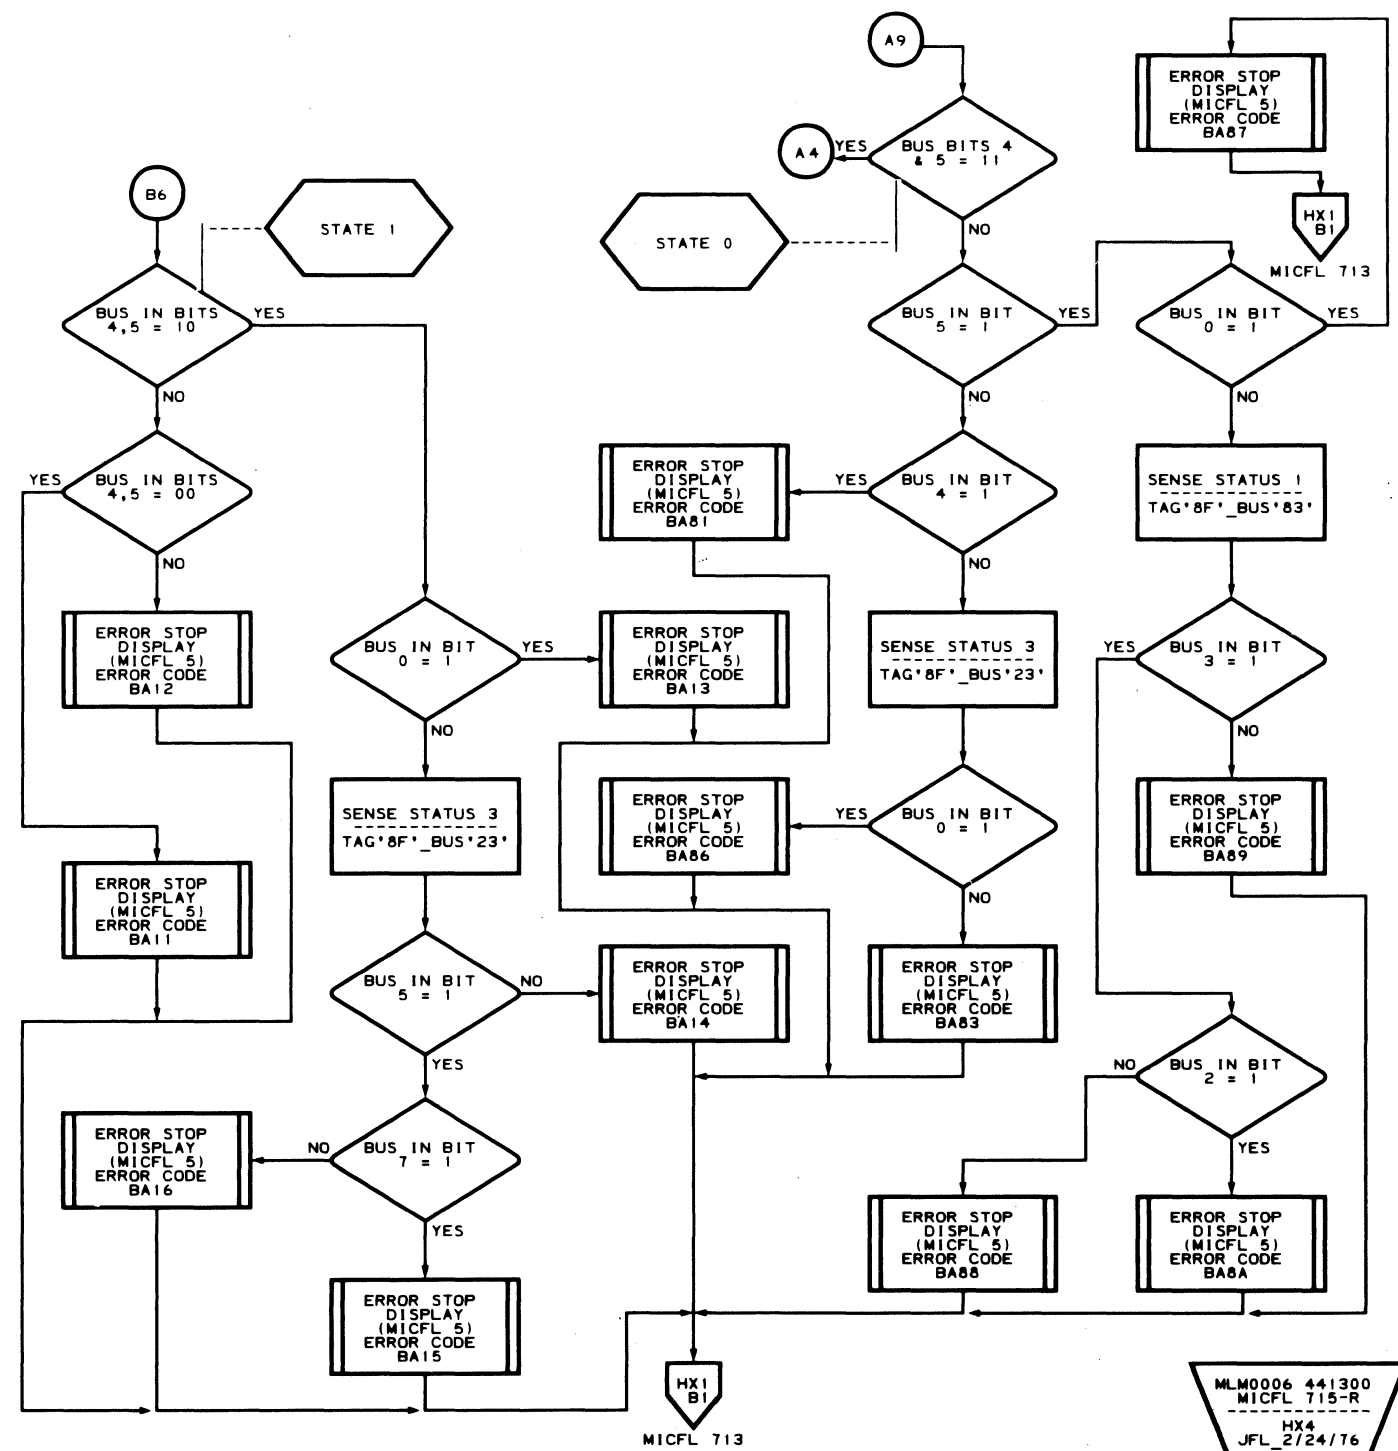 A9
ERROR STOP
DISPLAY
(MICFL 5)
ERROR CODE
BA87
BUS BITS 4
& 5 = 11
YES
A4
NO
HX1
B1
MICFL 713
B6
STATE 1
STATE 0
BUS IN BITS
4,5 = 10
YES
NO
BUS IN BIT
5 = 1
YES
NO
BUS IN BIT
0 = 1
YES
NO
BUS IN BITS
4,5 = 00
YES
NO
ERROR STOP
DISPLAY
(MICFL 5)
ERROR CODE
BA81
BUS IN BIT
4 = 1
YES
NO
SENSE STATUS 1
TAG'8F'_BUS'83'
ERROR STOP
DISPLAY
(MICFL 5)
ERROR CODE
BA12
BUS IN BIT
0 = 1
YES
NO
ERROR STOP
DISPLAY
(MICFL 5)
ERROR CODE
BA13
SENSE STATUS 3
TAG'8F'_BUS'23'
BUS IN BIT
3 = 1
YES
NO
SENSE STATUS 3
TAG'8F'_BUS'23'
ERROR STOP
DISPLAY
(MICFL 5)
ERROR CODE
BA86
BUS IN BIT
0 = 1
YES
NO
ERROR STOP
DISPLAY
(MICFL 5)
ERROR CODE
BA89
ERROR STOP
DISPLAY
(MICFL 5)
ERROR CODE
BA11
BUS IN BIT
5 = 1
NO
YES
ERROR STOP
DISPLAY
(MICFL 5)
ERROR CODE
BA14
ERROR STOP
DISPLAY
(MICFL 5)
ERROR CODE
BA83
BUS IN BIT
2 = 1
NO
YES
ERROR STOP
DISPLAY
(MICFL 5)
ERROR CODE
BA16
BUS IN BIT
7 = 1
NO
YES
ERROR STOP
DISPLAY
(MICFL 5)
ERROR CODE
BA88
ERROR STOP
DISPLAY
(MICFL 5)
ERROR CODE
BA8A
ERROR STOP
DISPLAY
(MICFL 5)
ERROR CODE
BA15
HX1
B1
MICFL 713
MLM0006 441300
MICFL 715-R
HX4
JFL_2/24/76